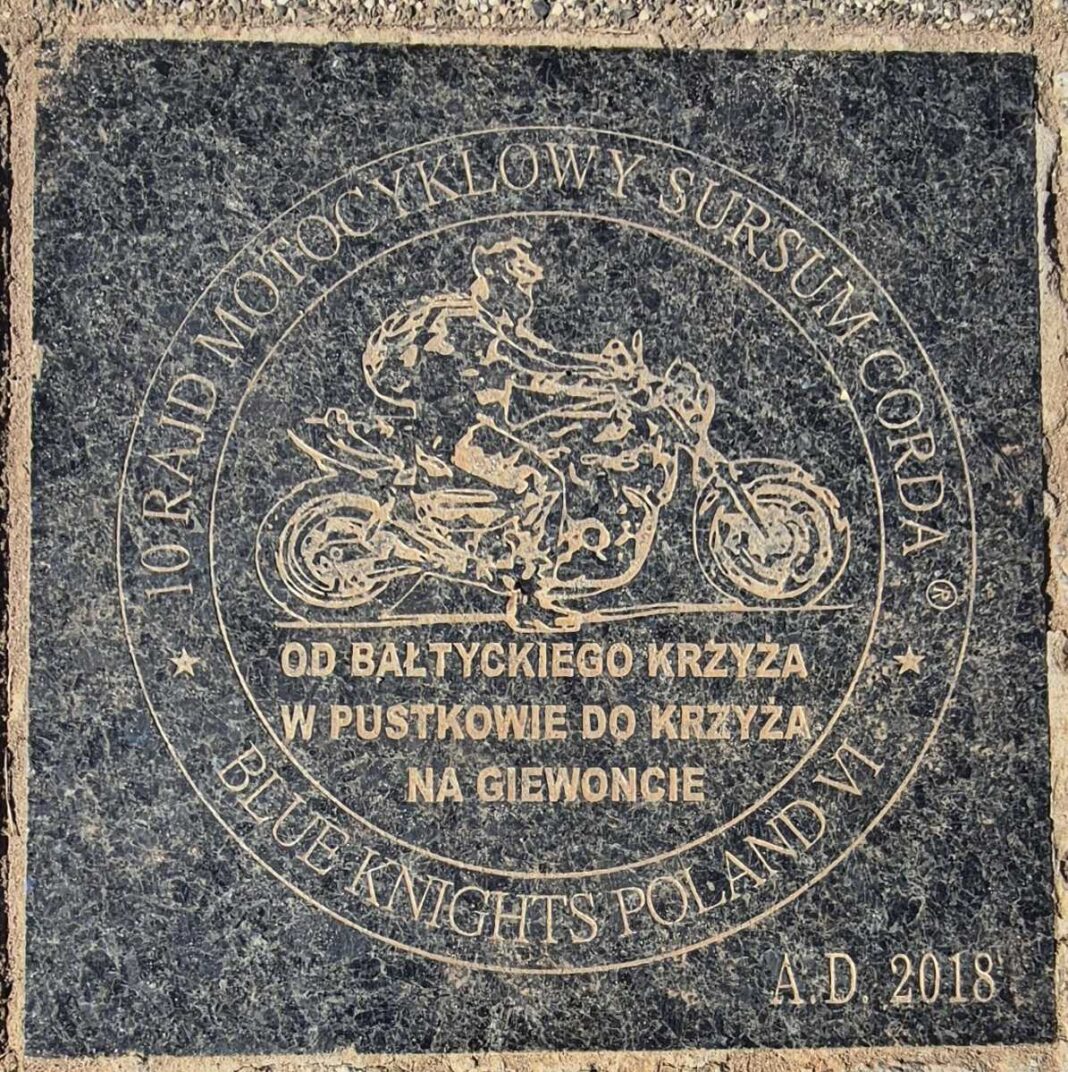 10 RAJD MOTOCYKLOWY SURSUM CORDA ®
OD BAŁTYCKIEGO KRZYŻA
W PUSTKOWIE DO KRZYŻA
NA GIEWONCIE
BLUE KNIGHTS POLAND VI
A.D. 2018